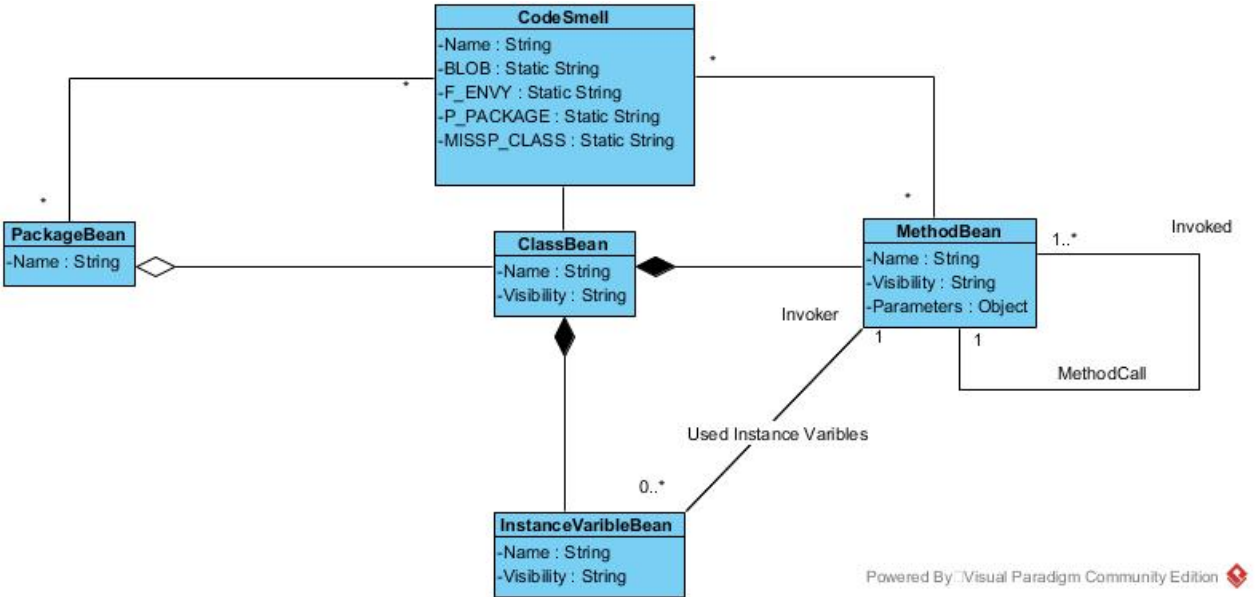 CodeSmell
-Name : String
-BLOB : Static String
-F_ENVY : Static String
-P_PACKAGE : Static String
-MISSP_CLASS : Static String
*
*
*
*
PackageBean
-Name : String
ClassBean
-Name : String
-Visibility : String
MethodBean
-Name : String
-Visibility : String
-Parameters : Object
1..*
Invoked
Invoker
1
1
MethodCall
Used Instance Varibles
0..*
InstanceVaribleBean
-Name : String
-Visibility : String
Powered By Visual Paradigm Community Edition